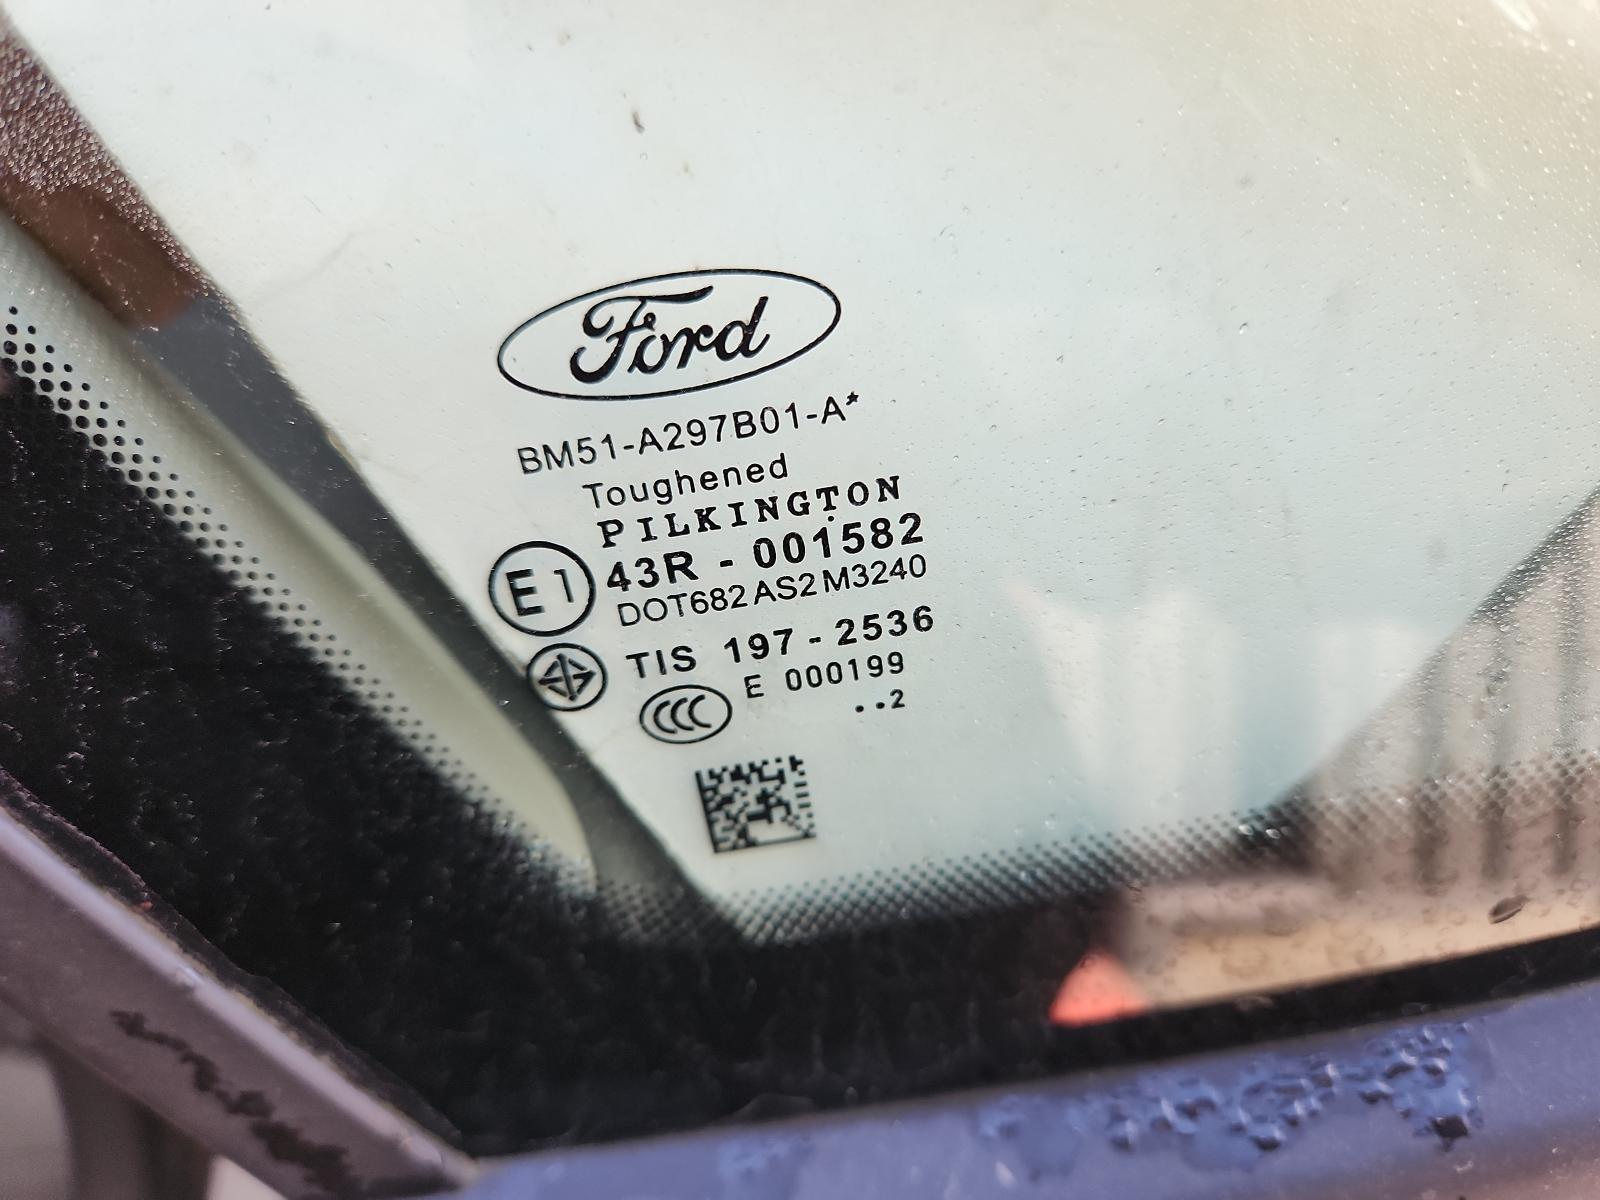 Ford
BM51-A297B01-A*
Toughened
PILKINGTON
E1 43R - 001582
DOT682 AS2 M3240
TIS 197 - 2536
CCC E 000199
..2